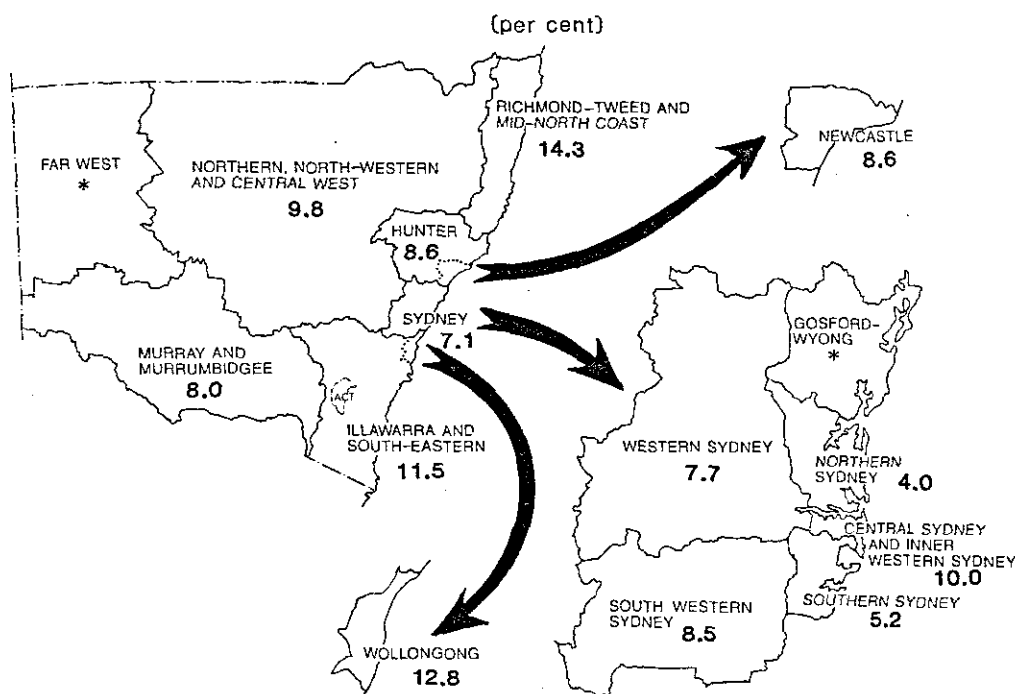 (per cent)
RICHMOND-TWEED AND
MID-NORTH COAST
14.3
NEWCASTLE
8.6
FAR WEST
*
NORTHERN, NORTH-WESTERN
AND CENTRAL WEST
9.8
HUNTER
8.6
SYDNEY
7.1
GOSFORD-
WYONG
*
MURRAY AND
MURRUMBIDGEE
8.0
ACT
ILLAWARRA AND
SOUTH-EASTERN
11.5
WESTERN SYDNEY
7.7
NORTHERN
SYDNEY
4.0
CENTRAL SYDNEY
AND INNER
WESTERN SYDNEY
10.0
SOUTHERN SYDNEY
5.2
SOUTH WESTERN
SYDNEY
8.5
WOLLONGONG
12.8